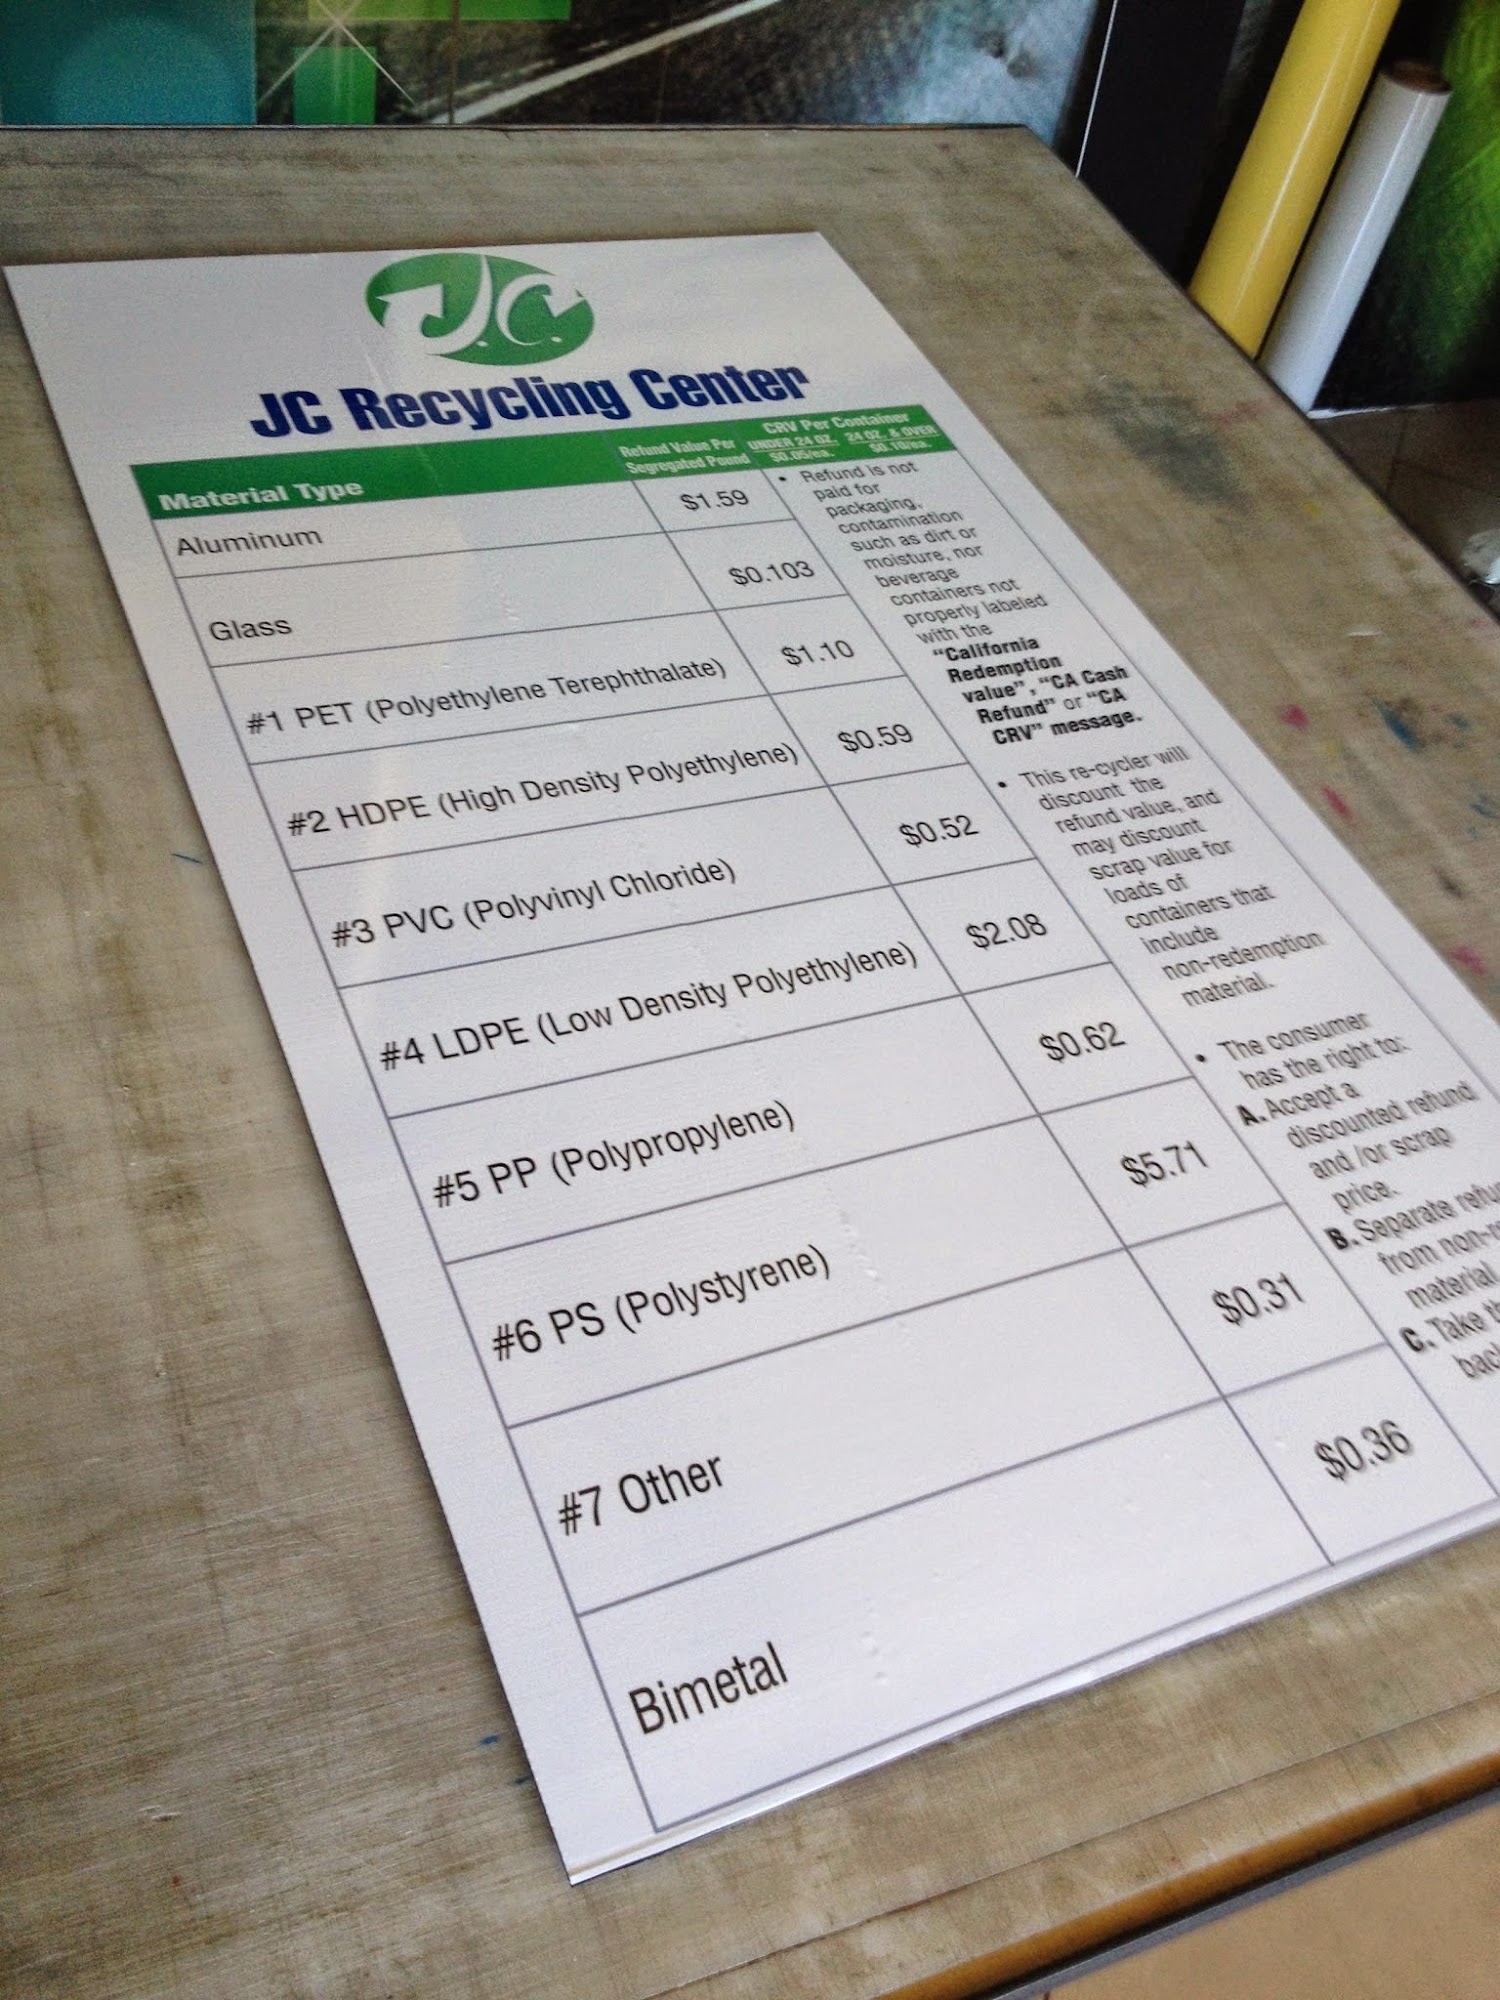 J.C.
JC Recycling Center
Material Type
Refund Value Per
Segregated Pound
CRV Per Container
UNDER 24 OZ. 24 OZ. & OVER
$0.05/ea. $0.10/ea.
Aluminum $1.59
Glass $0.103
#1 PET (Polyethylene Terephthalate) $1.10
#2 HDPE (High Density Polyethylene) $0.59
#3 PVC (Polyvinyl Chloride) $0.52
#4 LDPE (Low Density Polyethylene) $2.08
#5 PP (Polypropylene) $0.62
#6 PS (Polystyrene) $5.71
#7 Other $0.31
Bimetal $0.36
• Refund is not
paid for
packaging,
contamination
such as dirt or
moisture, nor
beverage
containers not
properly labeled
with the
“California
Redemption
value”, “CA Cash
Refund” or “CA
CRV” message.
• This re-cycler will
discount the
refund value, and
may discount
scrap value for
loads of
containers that
include
non-redemption
material.
• The consumer
has the right to:
A. Accept a
discounted refund
and /or scrap
price.
B. Separate
from
material
C. Take